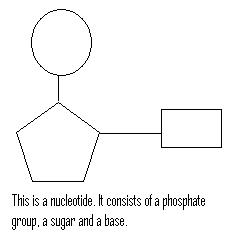 This is a nucleotide. It consists of a phosphate
group, a sugar and a base.